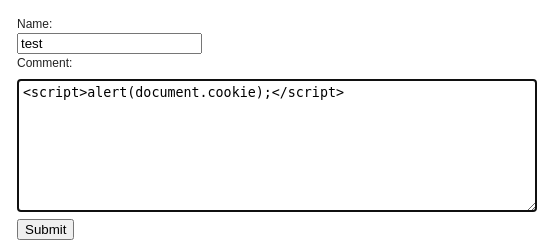 Name:
test
Comment:
<script>alert(document.cookie);</script>
Submit